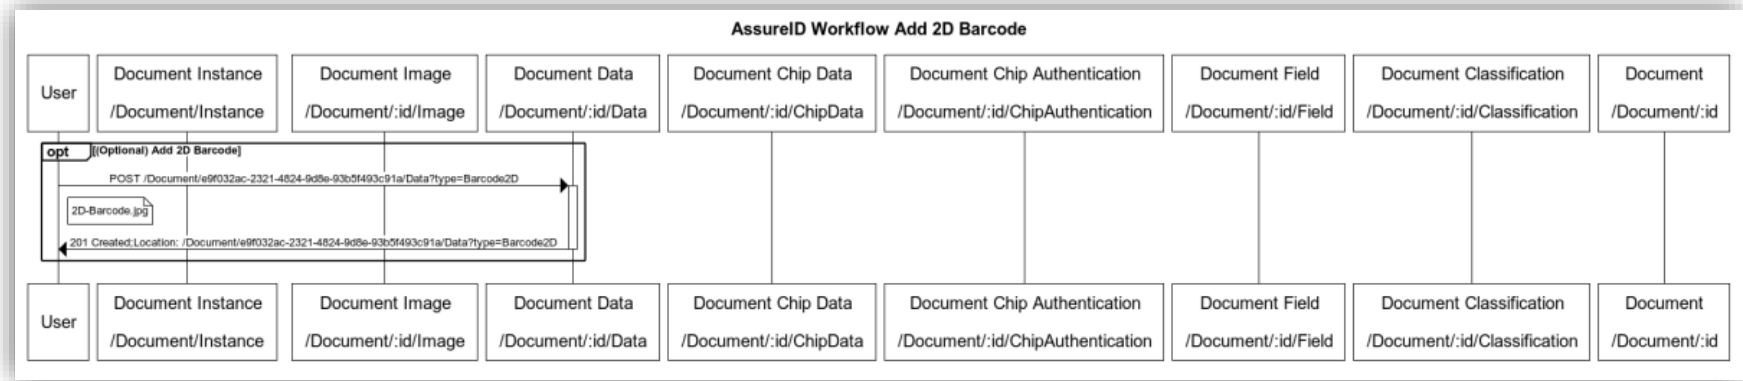 AssureID Workflow Add 2D Barcode
User
Document Instance
/Document/Instance
Document Image
/Document/:id/Image
Document Data
/Document/:id/Data
Document Chip Data
/Document/:id/ChipData
Document Chip Authentication
/Document/:id/ChipAuthentication
Document Field
/Document/:id/Field
Document Classification
/Document/:id/Classification
Document
/Document/:id
opt
[(Optional) Add 2D Barcode]
POST /Document/e9f032ac-2321-4824-9d8e-93b5f493c91a/Data?type=Barcode2D
2D-Barcode.jpg
201 Created;Location: /Document/e9f032ac-2321-4824-9d8e-93b5f493c91a/Data?type=Barcode2D
User
Document Instance
/Document/Instance
Document Image
/Document/:id/Image
Document Data
/Document/:id/Data
Document Chip Data
/Document/:id/ChipData
Document Chip Authentication
/Document/:id/ChipAuthentication
Document Field
/Document/:id/Field
Document Classification
/Document/:id/Classification
Document
/Document/:id